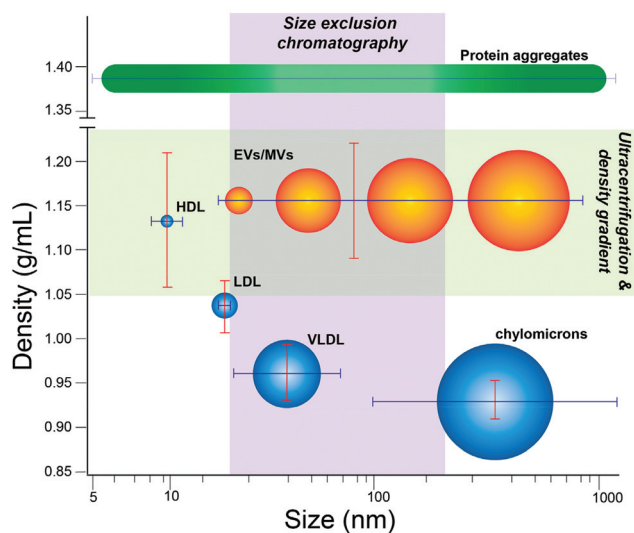 Size exclusion
chromatography
Protein aggregates
1.40
1.35
1.20
1.15
1.10
1.05
1.00
0.95
0.90
0.85
Density (g/mL)
EVs/MVs
HDL
LDL
VLDL
chylomicrons
Ultracentrifugation &
density gradient
5
10
100
1000
Size (nm)